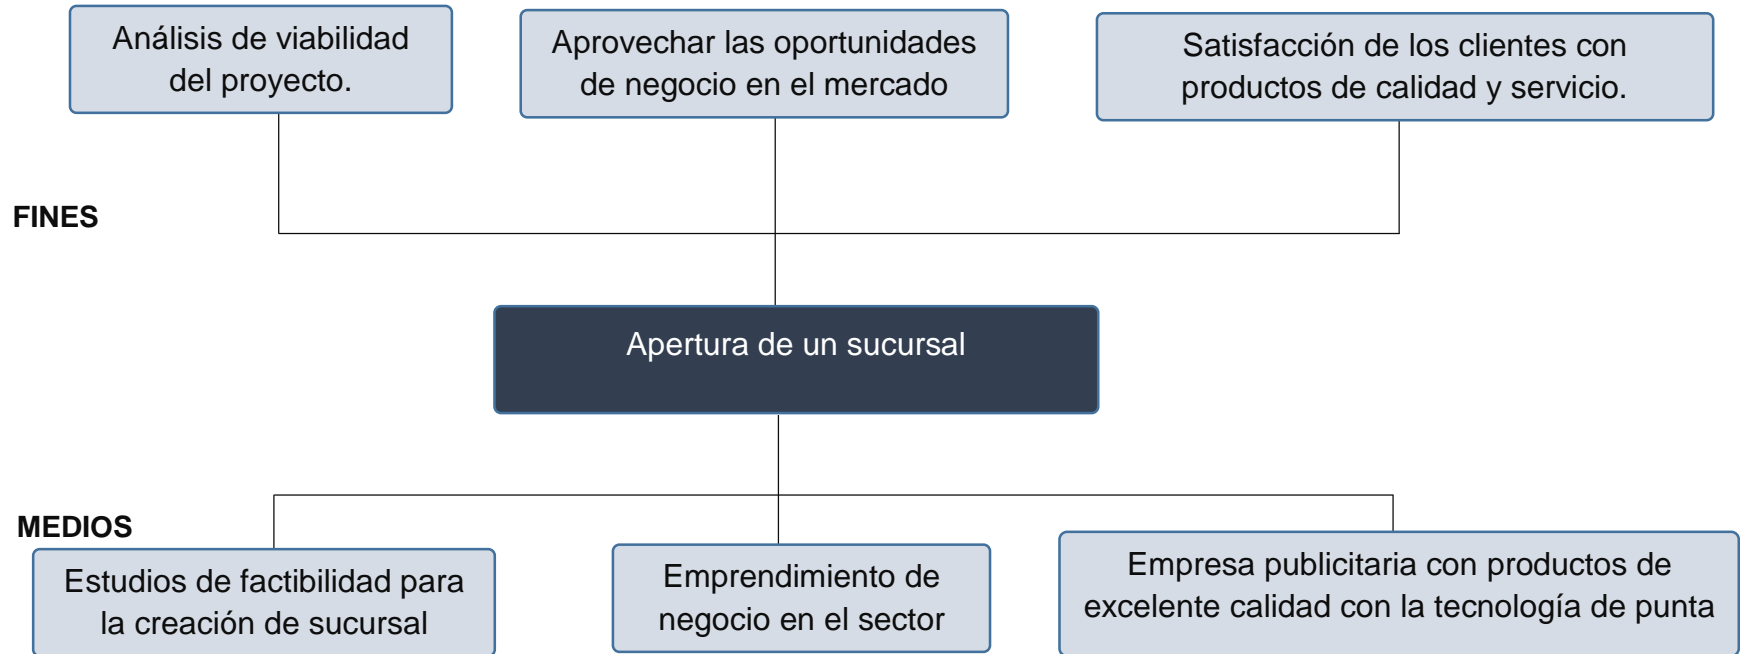 Análisis de viabilidad
del proyecto.
Aprovechar las oportunidades
de negocio en el mercado
Satisfacción de los clientes con
productos de calidad y servicio.
FINES
Apertura de un sucursal
MEDIOS
Estudios de factibilidad para
la creación de sucursal
Emprendimiento de
negocio en el sector
Empresa publicitaria con productos de
excelente calidad con la tecnología de punta